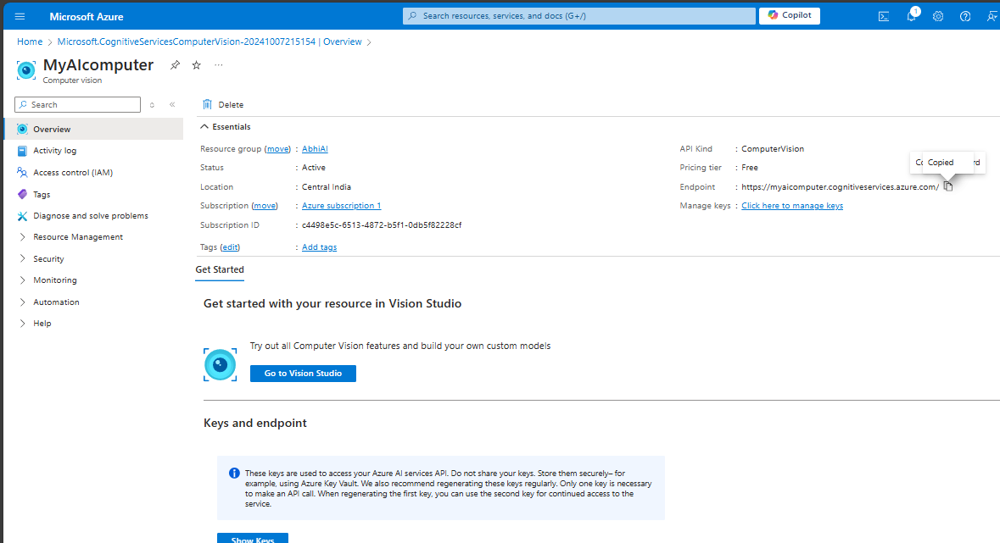 Microsoft Azure
Search resources, services, and docs (G+/)
Copilot
1
Home > Microsoft.CognitiveServicesComputerVision-20241007215154 | Overview >
MyAIcomputer
Computer vision
Search
Overview
Activity log
Access control (IAM)
Tags
Diagnose and solve problems
Resource Management
Security
Monitoring
Automation
Help
Delete
Essentials
Resource group (move) : AbhiAI
Status : Active
Location : Central India
Subscription (move) : Azure subscription 1
Subscription ID : c4498e5c-6513-4872-b5f1-0db5f82228cf
Tags (edit) : Add tags
API Kind : ComputerVision
Pricing tier : Free
Copied
Endpoint : https://myaicomputer.cognitiveservices.azure.com/
Manage keys : Click here to manage keys
Get Started
Get started with your resource in Vision Studio
Try out all Computer Vision features and build your own custom models
Go to Vision Studio
Keys and endpoint
These keys are used to access your Azure AI services API. Do not share your keys. Store them securely– for
example, using Azure Key Vault. We also recommend regenerating these keys regularly. Only one key is necessary
to make an API call. When regenerating the first key, you can use the second key for continued access to the
service.
Show Keys